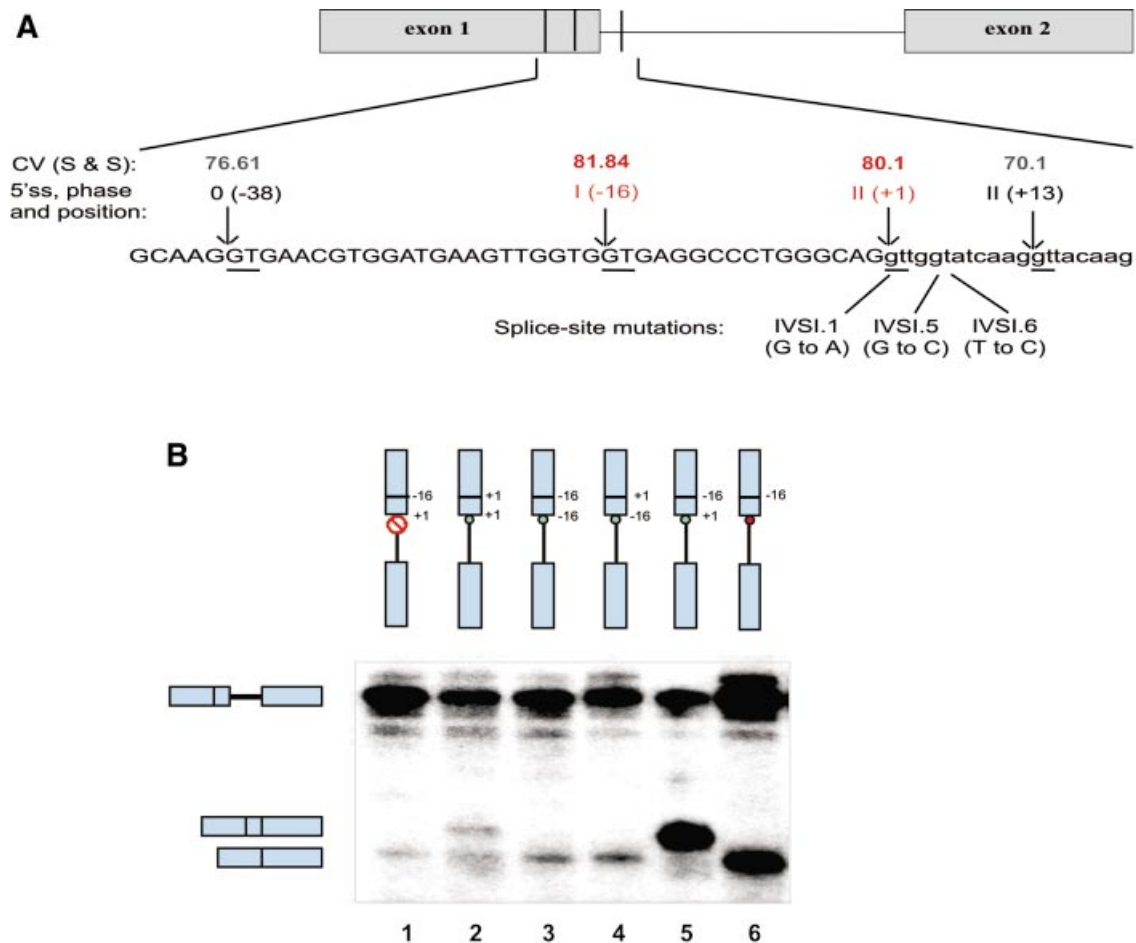 A
exon 1
exon 2
CV (S & S):
76.61
81.84
80.1
70.1
5'ss, phase
and position:
0 (-38)
I (-16)
II (+1)
II (+13)
GCAAGGTGAACGTGGATGAAGTTGGTGGTGAGGCCCTGGGCAGgttggtatcaaggttacaag
Splice-site mutations:
IVSI.1
(G to A)
IVSI.5
(G to C)
IVSI.6
(T to C)
B
-16
+1
+1
+1
-16
-16
+1
-16
-16
+1
-16
1 2 3 4 5 6